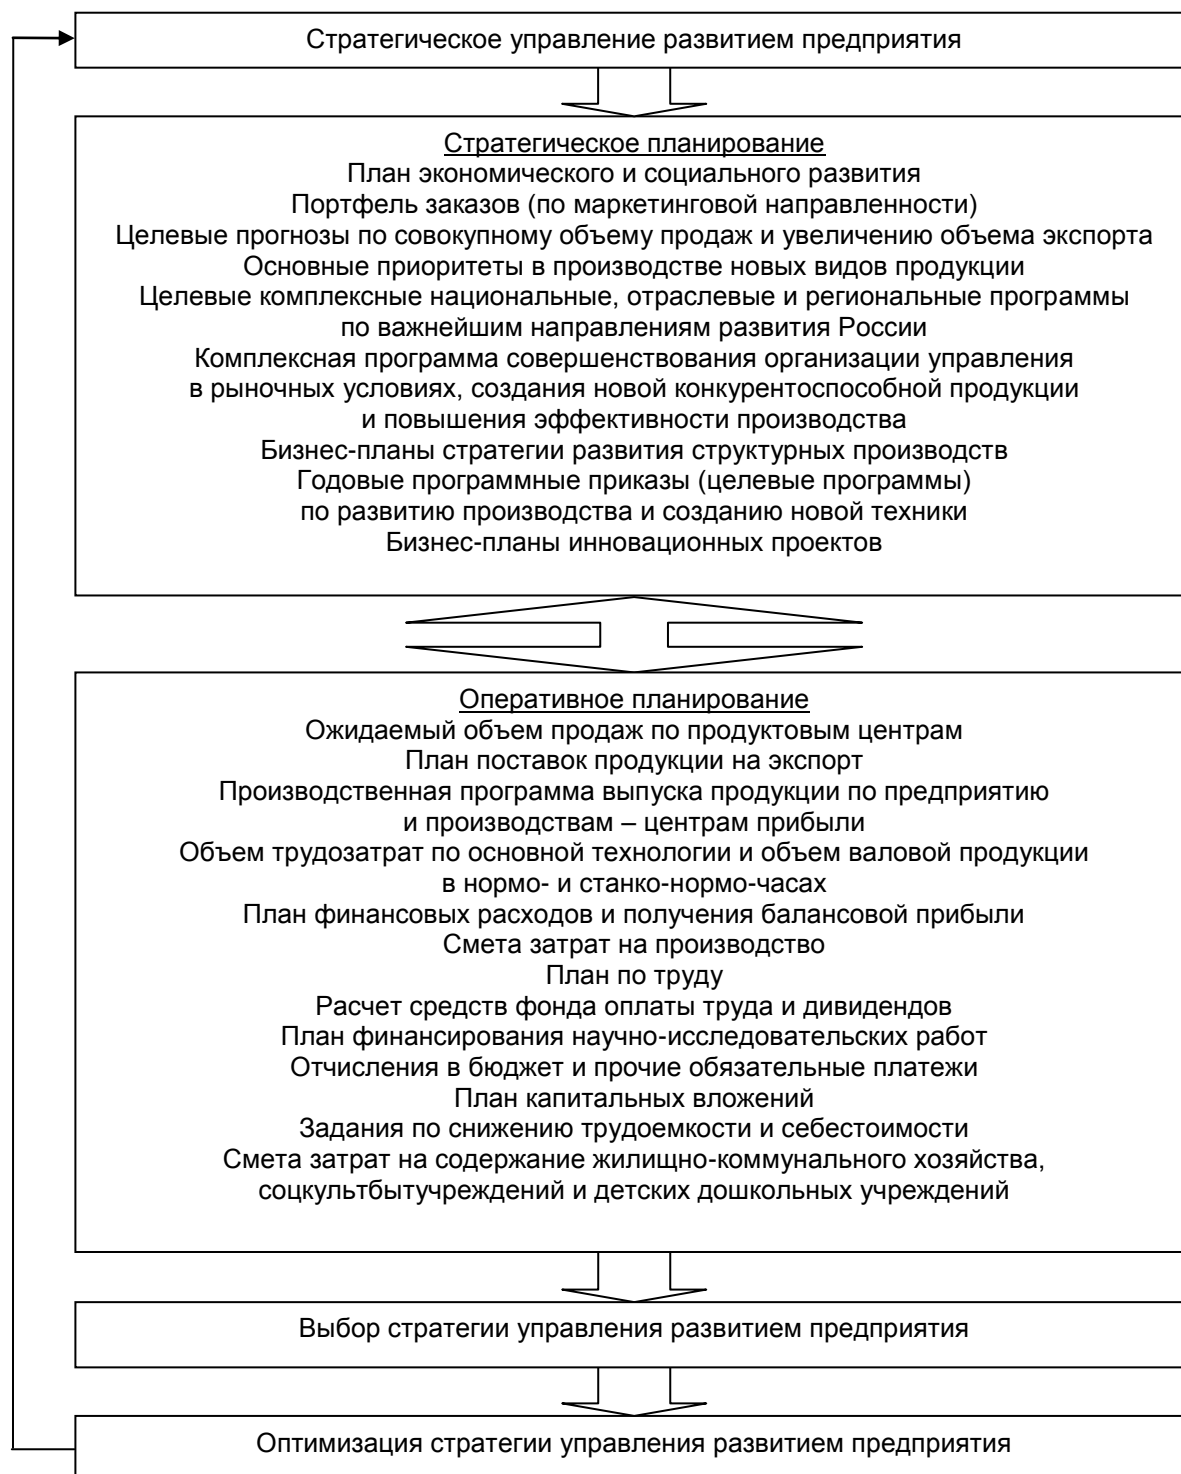 Стратегическое управление развитием предприятия
Стратегическое планирование
План экономического и социального развития
Портфель заказов (по маркетинговой направленности)
Целевые прогнозы по совокупному объему продаж и увеличению объема экспорта
Основные приоритеты в производстве новых видов продукции
Целевые комплексные национальные, отраслевые и региональные программы
по важнейшим направлениям развития России
Комплексная программа совершенствования организации управления
в рыночных условиях, создания новой конкурентоспособной продукции
и повышения эффективности производства
Бизнес-планы стратегии развития структурных производств
Годовые программные приказы (целевые программы)
по развитию производства и созданию новой техники
Бизнес-планы инновационных проектов
Оперативное планирование
Ожидаемый объем продаж по продуктовым центрам
План поставок продукции на экспорт
Производственная программа выпуска продукции по предприятию
и производствам – центрам прибыли
Объем трудозатрат по основной технологии и объем валовой продукции
в нормо- и станко-нормо-часах
План финансовых расходов и получения балансовой прибыли
Смета затрат на производство
План по труду
Расчет средств фонда оплаты труда и дивидендов
План финансирования научно-исследовательских работ
Отчисления в бюджет и прочие обязательные платежи
План капитальных вложений
Задания по снижению трудоемкости и себестоимости
Смета затрат на содержание жилищно-коммунального хозяйства,
соцкультбытучреждений и детских дошкольных учреждений
Выбор стратегии управления развитием предприятия
Оптимизация стратегии управления развитием предприятия